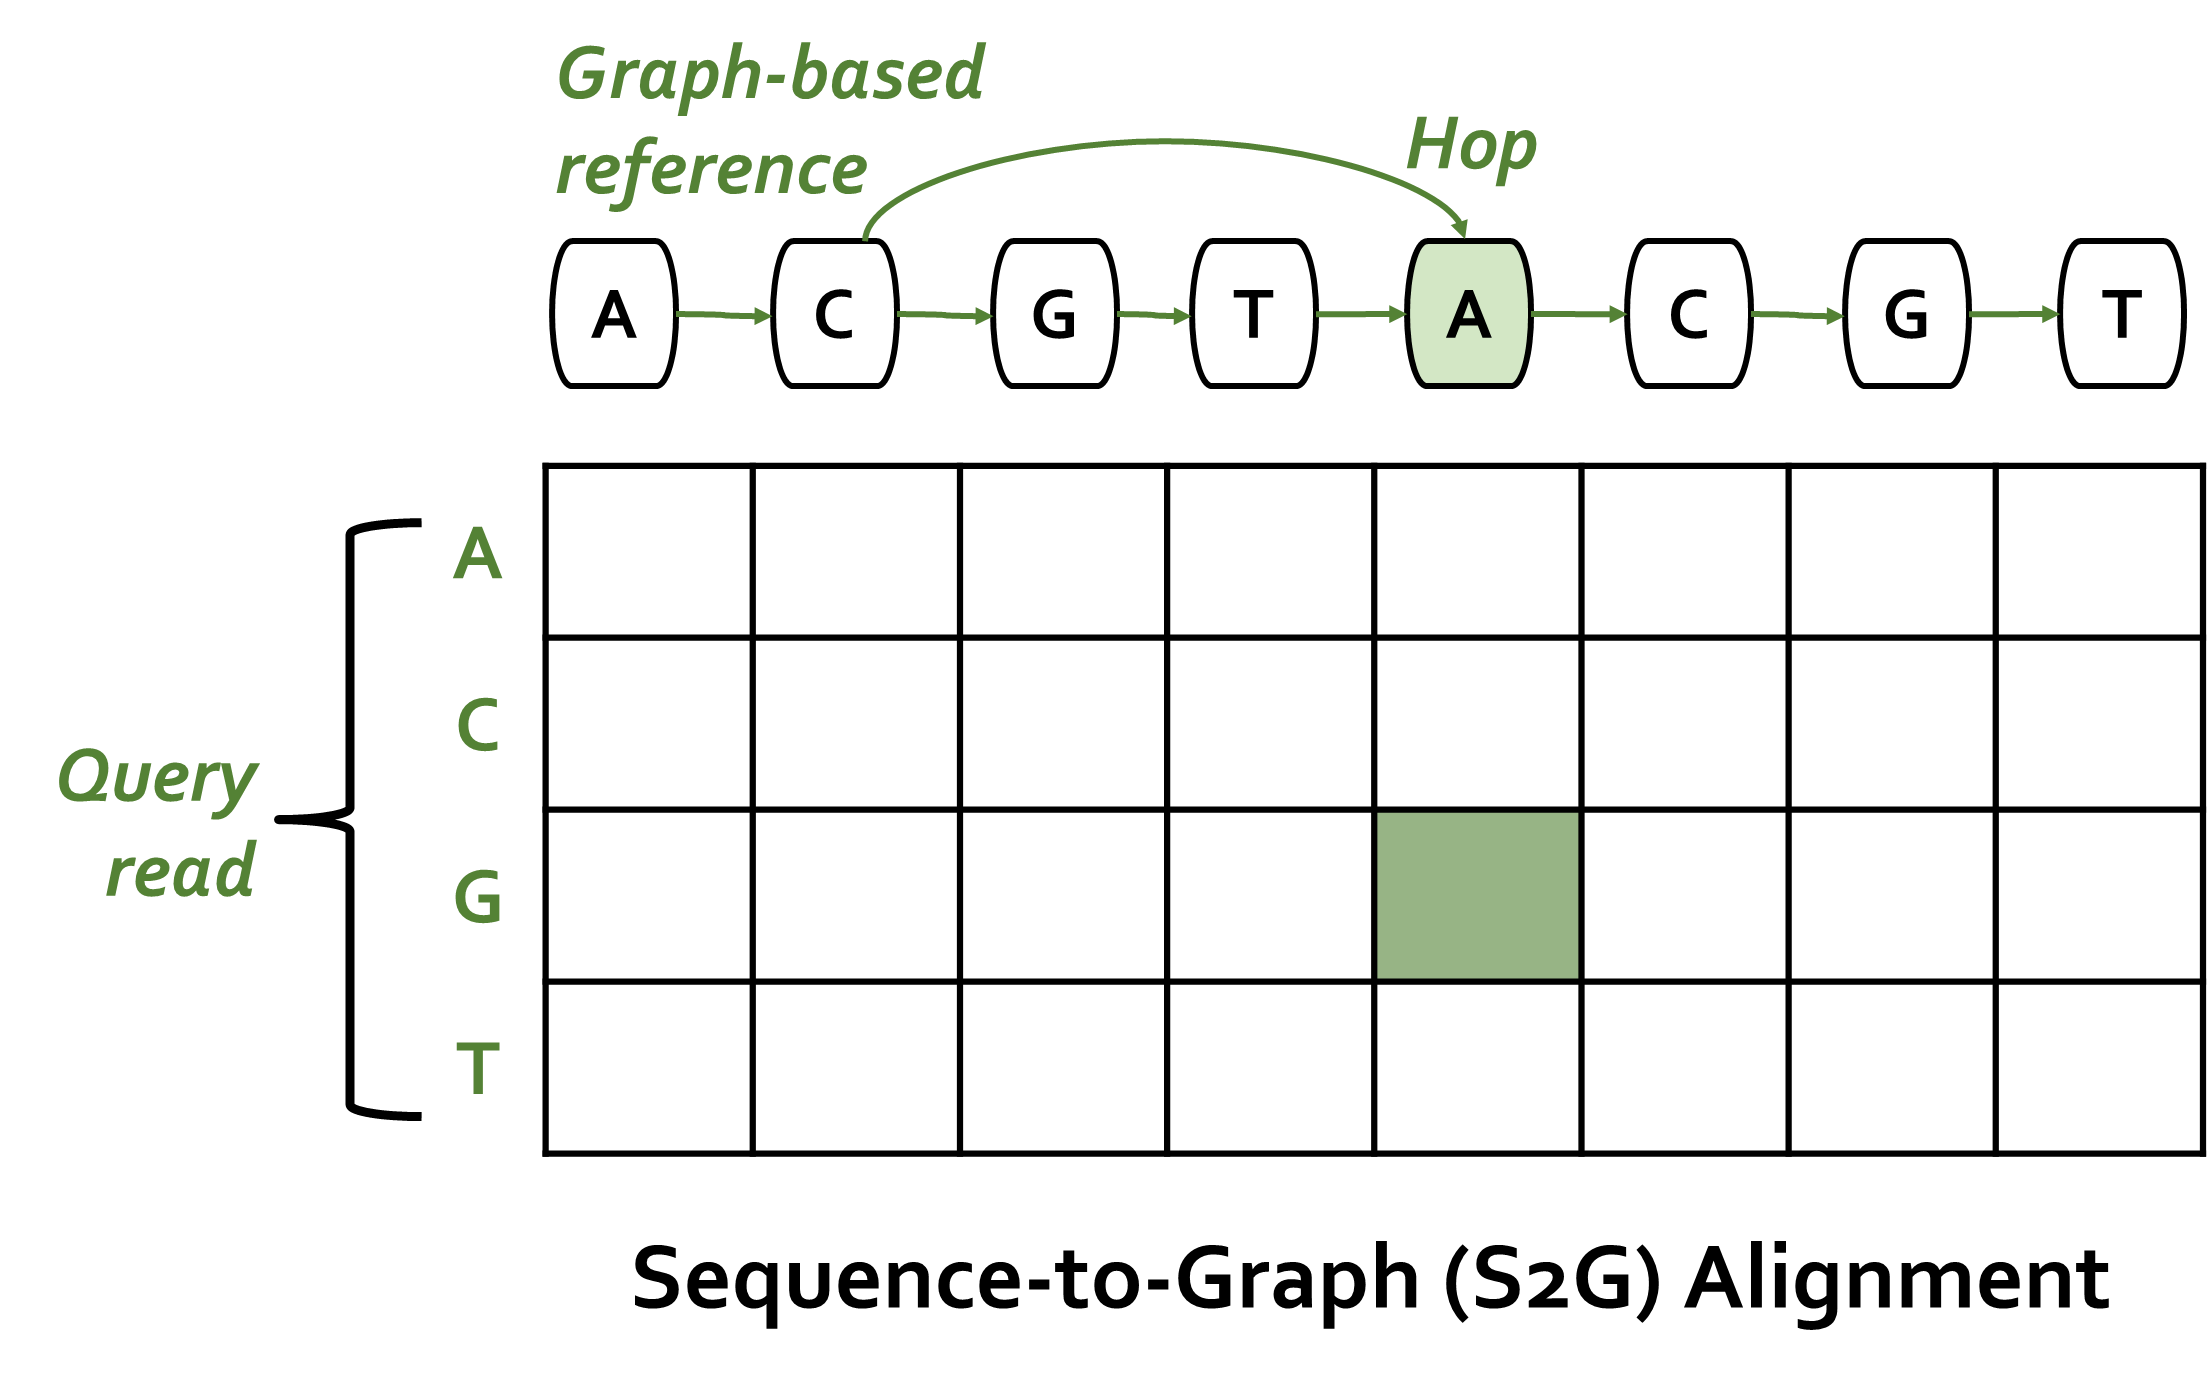 Graph-based
reference
Hop
A C G T A C G T
A
C
G
T
Query
read
Sequence-to-Graph (S2G) Alignment